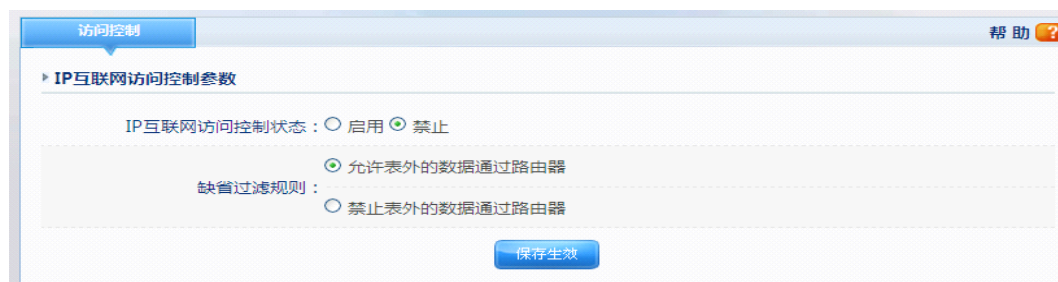 访问控制
帮 助 ?
IP互联网访问控制参数
IP互联网访问控制状态：启用 禁止
允许表外的数据通过路由器
缺省过滤规则：
禁止表外的数据通过路由器
保存生效